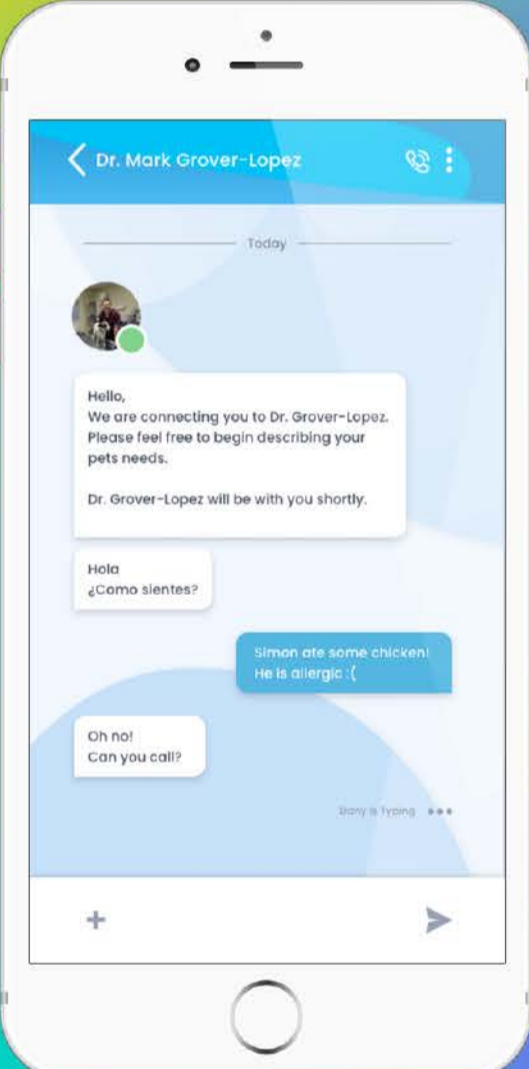 Dr. Mark Grover-Lopez
Today
Hello,
We are connecting you to Dr. Grover-Lopez.
Please feel free to begin describing your
pets needs.
Dr. Grover-Lopez will be with you shortly.
Hola
¿Como sientes?
Simon ate some chicken!
He is allergic :(
Oh no!
Can you call?
is Typing